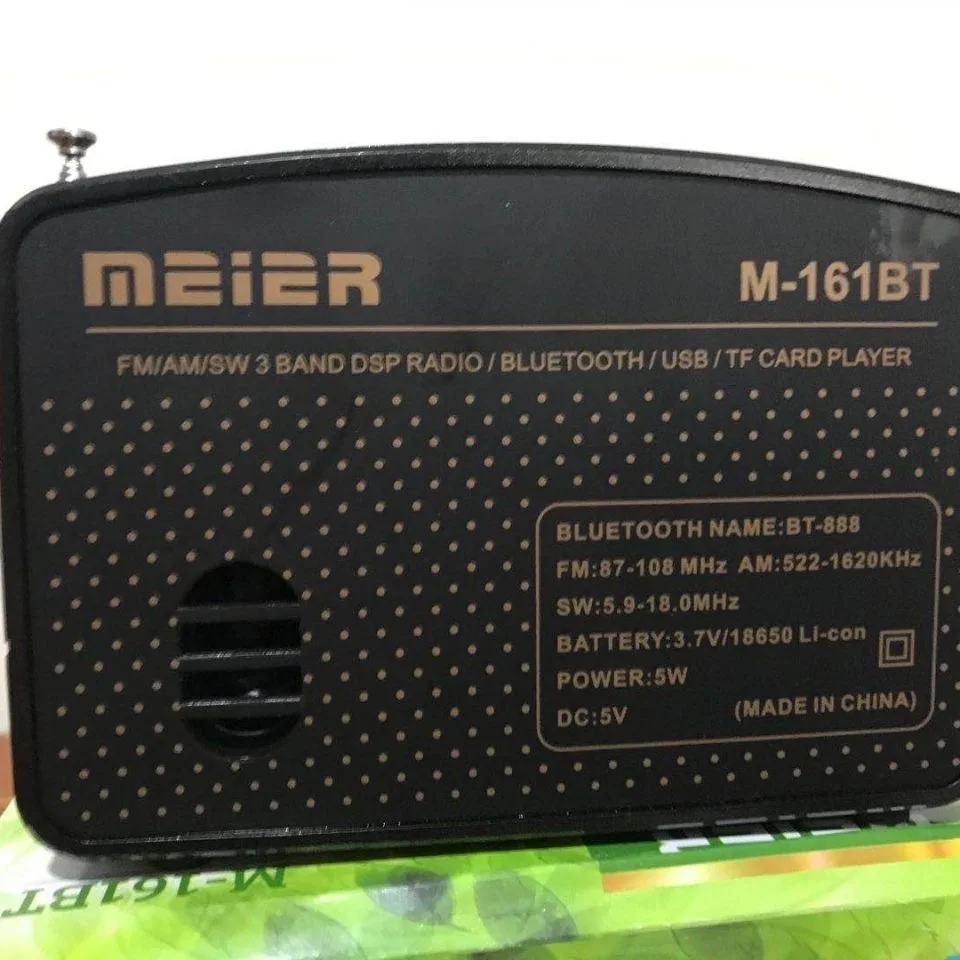 MEIER
M-161BT
FM/AM/SW 3 BAND DSP RADIO / BLUETOOTH / USB / TF CARD PLAYER
BLUETOOTH NAME:BT-888
FM:87-108 MHz AM:522-1620KHz
SW:5.9-18.0MHz
BATTERY:3.7V/18650 Li-con
POWER:5W
DC:5V
(MADE IN CHINA)
MEIER
M-161BT